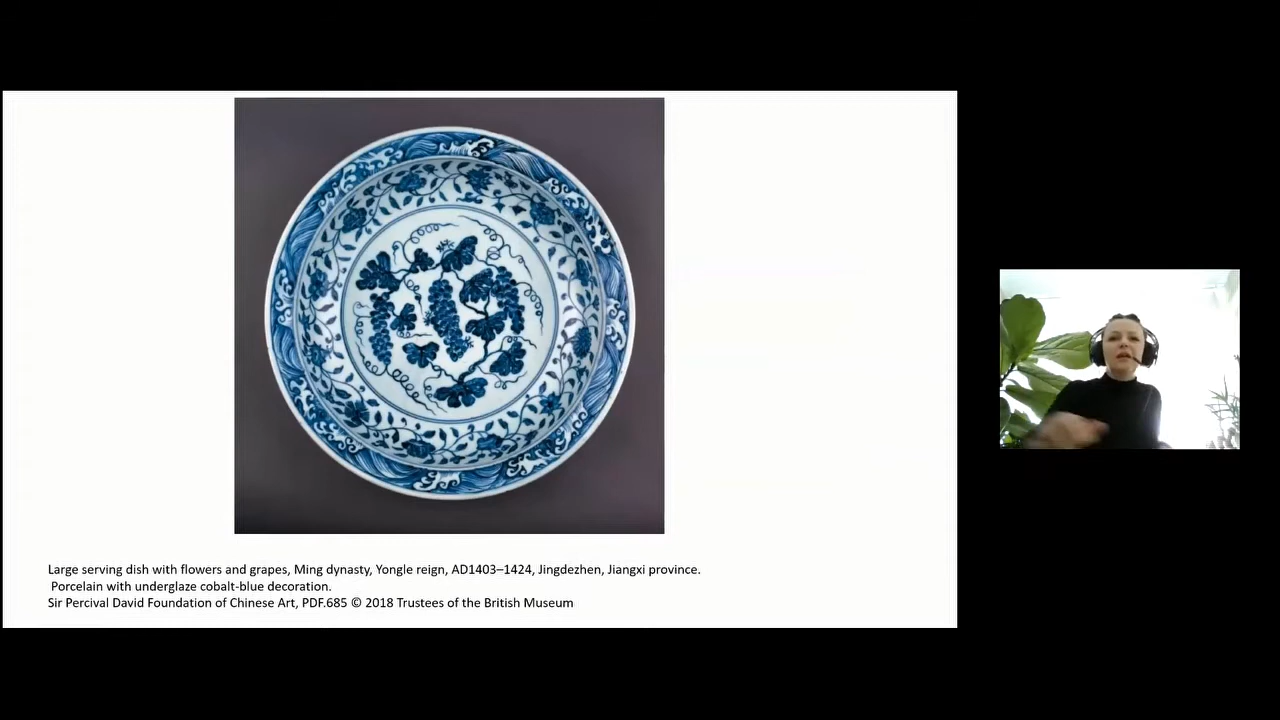 Large serving dish with flowers and grapes, Ming dynasty, Yongle reign, AD1403–1424, Jingdezhen, Jiangxi province.
Porcelain with underglaze cobalt-blue decoration.
Sir Percival David Foundation of Chinese Art, PDF.685 © 2018 Trustees of the British Museum